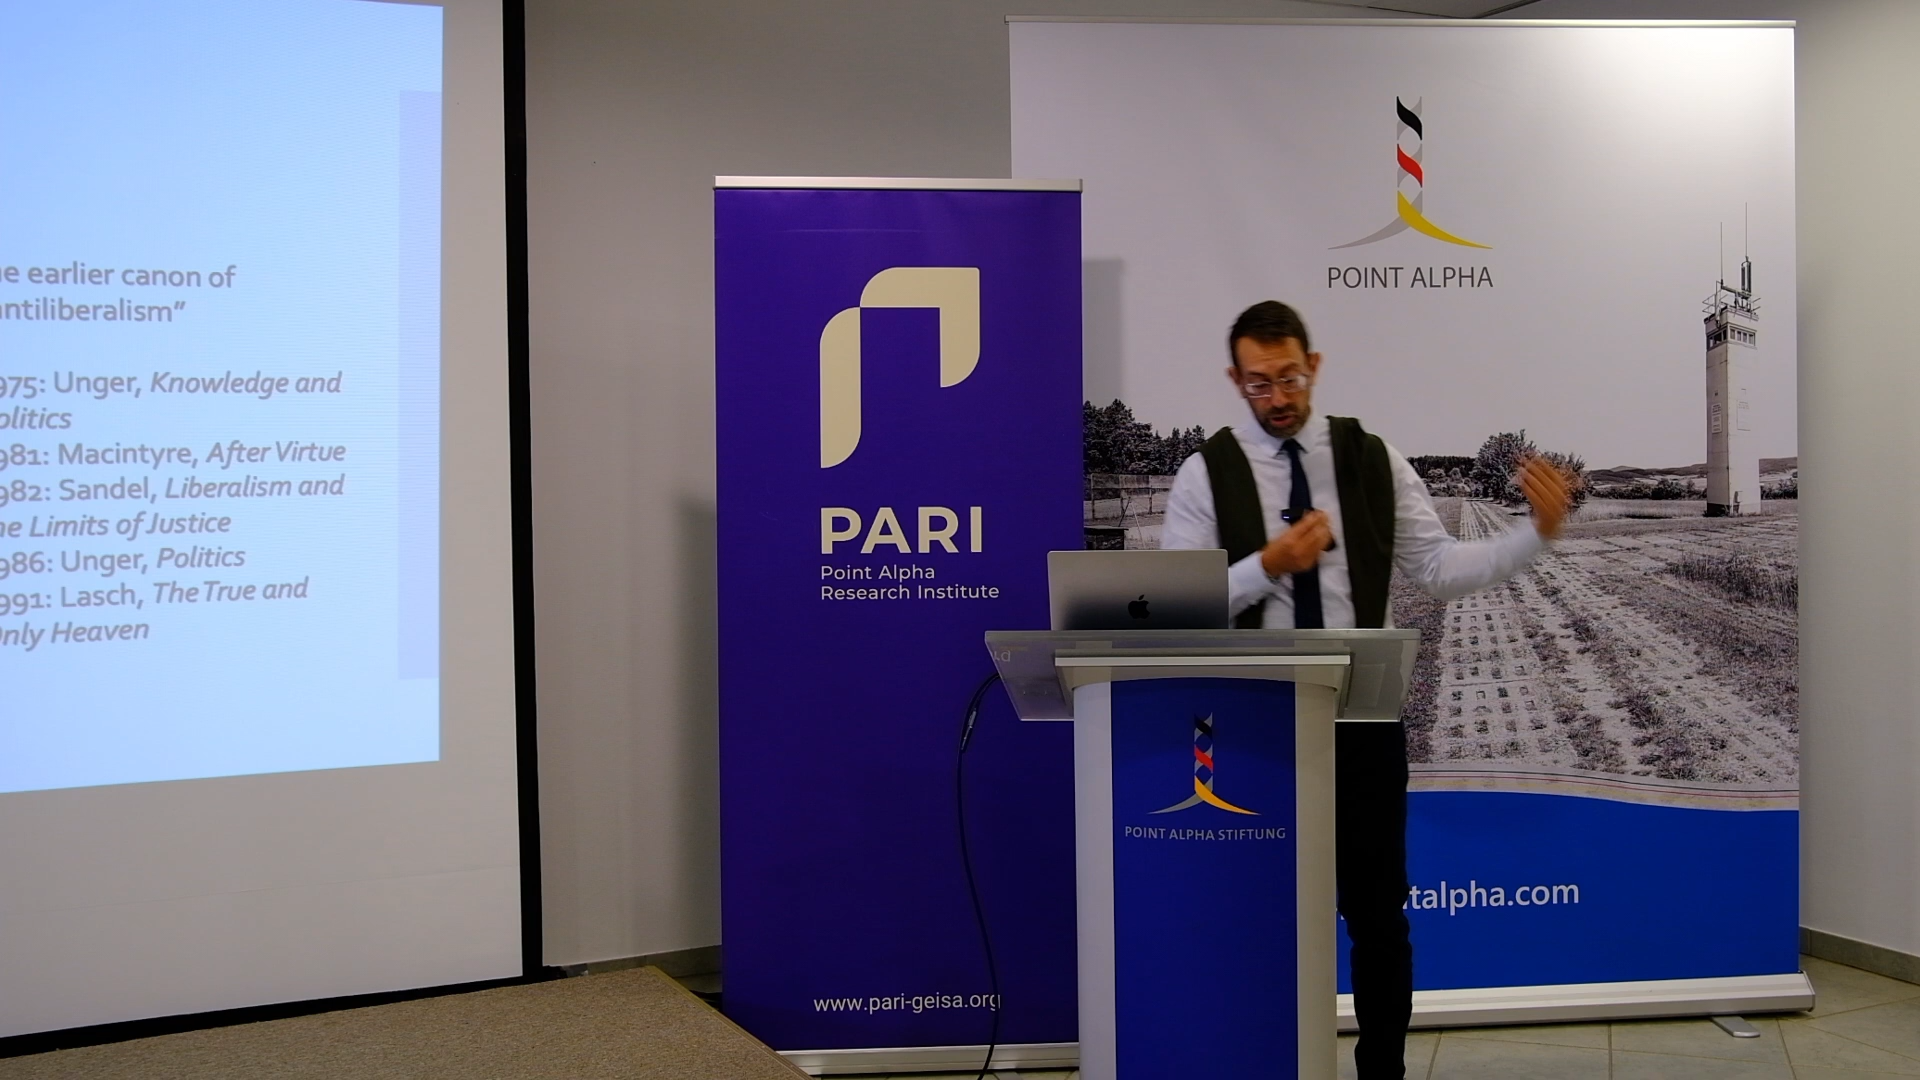 e earlier canon of
ntiliberalism”
975: Unger, Knowledge and
olitics
981: Macintyre, After Virtue
982: Sandel, Liberalism and
he Limits of Justice
986: Unger, Politics
991: Lasch, The True and
nly Heaven
PARI
Point Alpha
Research Institute
www.pari-geisa.org
POINT ALPHA
POINT ALPHA STIFTUNG
talpha.com